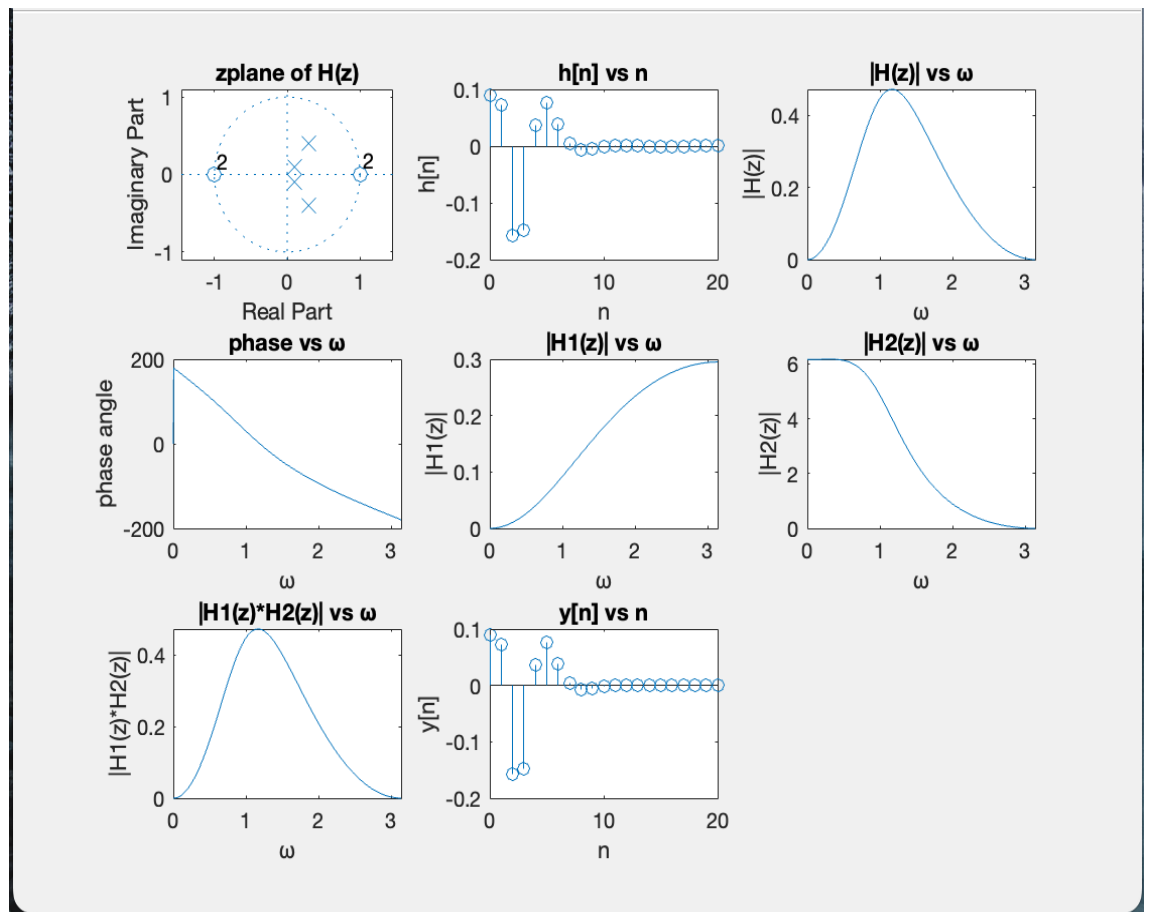 zplane of H(z)
Imaginary Part
1
0
-1
2
2
-1
0
1
Real Part
h[n] vs n
h[n]
0.1
0
-0.1
-0.2
0
10
20
n
|H(z)| vs ω
|H(z)|
0.4
0.2
0
0
1
2
3
ω
phase vs ω
phase angle
200
0
-200
0
1
2
3
ω
|H1(z)| vs ω
|H1(z)|
0.3
0.2
0.1
0
0
1
2
3
ω
|H2(z)| vs ω
|H2(z)|
6
4
2
0
0
1
2
3
ω
|H1(z)*H2(z)| vs ω
|H1(z)*H2(z)|
0.4
0.2
0
0
1
2
3
ω
y[n] vs n
y[n]
0.1
0
-0.1
-0.2
0
10
20
n